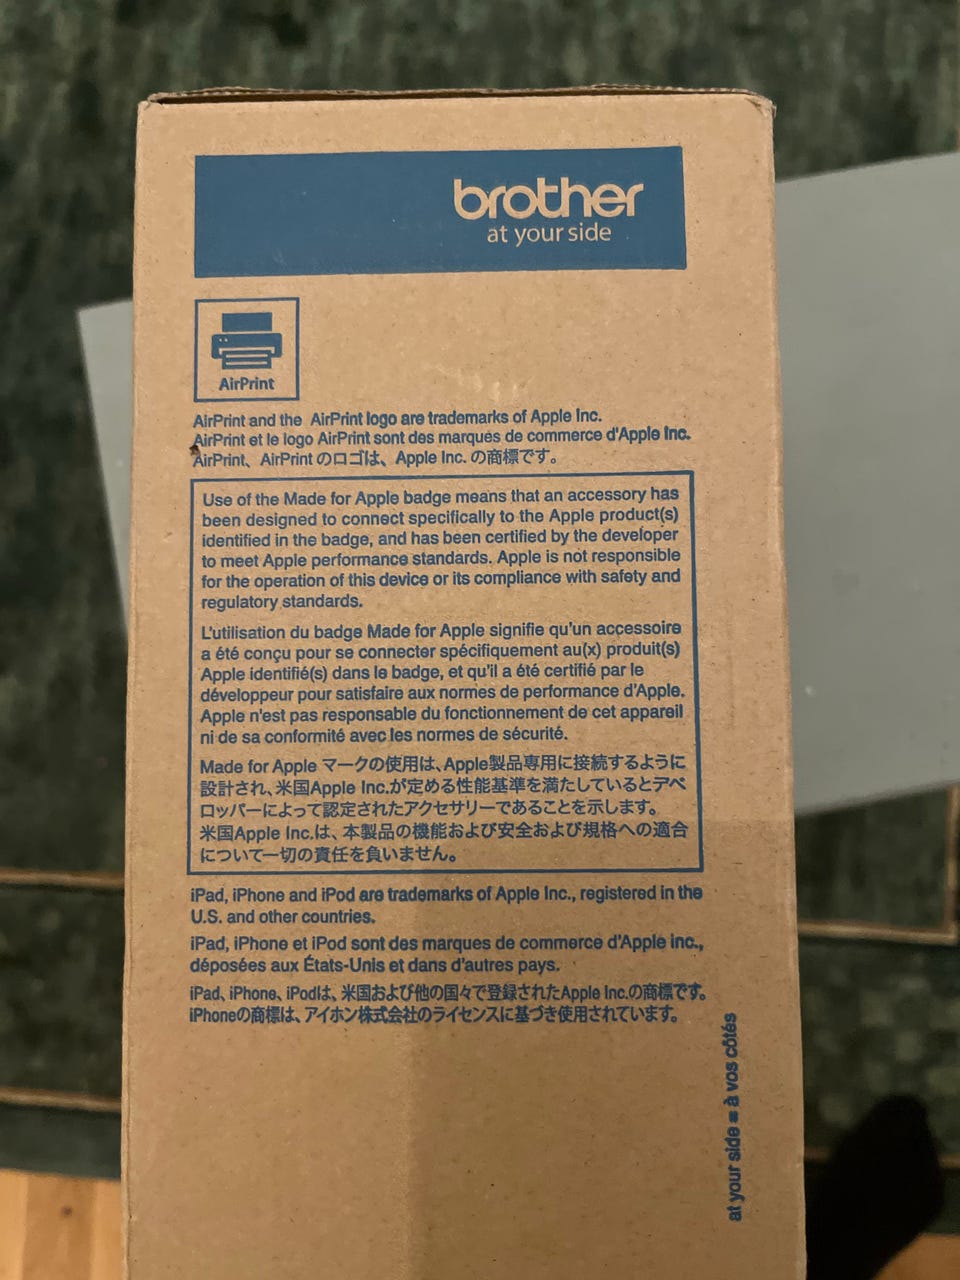 brother
at your side
AirPrint
AirPrint and the AirPrint logo are trademarks of Apple Inc.
AirPrint et le logo AirPrint sont des marques de commerce d'Apple Inc.
AirPrint、AirPrint のロゴは、Apple Inc. の商標です。
Use of the Made for Apple badge means that an accessory has
been designed to connect specifically to the Apple product(s)
identified in the badge, and has been certified by the developer
to meet Apple performance standards. Apple is not responsible
for the operation of this device or its compliance with safety and
regulatory standards.
L'utilisation du badge Made for Apple signifie qu'un accessoire
a été conçu pour se connecter spécifiquement au(x) produit(s)
Apple identifié(s) dans le badge, et qu'il a été certifié par le
développeur pour satisfaire aux normes de performance d'Apple.
Apple n'est pas responsable du fonctionnement de cet appareil
ni de sa conformité avec les normes de sécurité.
Made for Apple マークの使用は、Apple製品専用に接続するように
設計され、米国Apple Inc.が定める性能基準を満たしているとデベ
ロッパーによって認定されたアクセサリーであることを示します。
米国Apple Inc.は、本製品の機能および安全および規格への適合
について一切の責任を負いません。
iPad, iPhone and iPod are trademarks of Apple Inc., registered in the
U.S. and other countries.
iPad, iPhone et iPod sont des marques de commerce d'Apple inc.,
déposées aux États-Unis et dans d'autres pays.
iPad、iPhone、iPodは、米国および他の国々で登録されたApple Inc.の商標です。
iPhoneの商標は、アイホン株式会社のライセンスに基づき使用されています。
at your side ■ à vos côtés